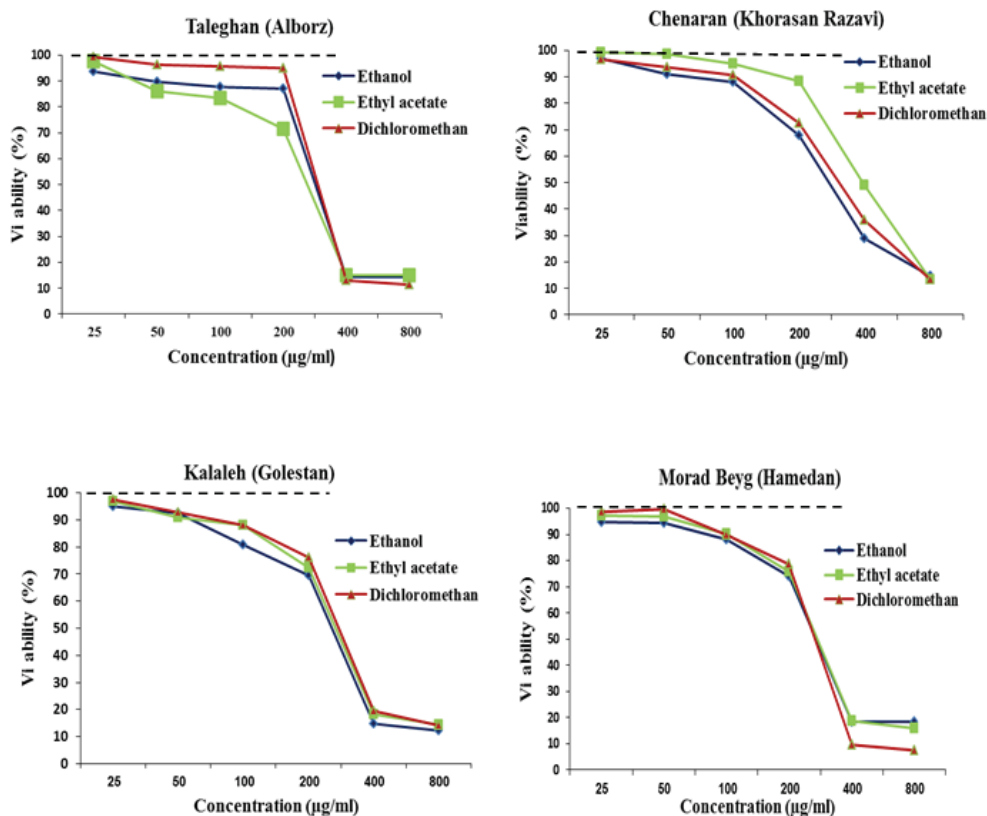 Taleghan (Alborz)
Vi ability (%)
100
90
80
70
60
50
40
30
20
10
0
Ethanol
Ethyl acetate
Dichloromethan
25 50 100 200 400 800
Concentration (µg/ml)
Chenaran (Khorasan Razavi)
Viability (%)
100
90
80
70
60
50
40
30
20
10
0
Ethanol
Ethyl acetate
Dichloromethan
25 50 100 200 400 800
Concentration (µg/ml)
Kalaleh (Golestan)
Vi ability (%)
100
90
80
70
60
50
40
30
20
10
0
Ethanol
Ethyl acetate
Dichloromethan
25 50 100 200 400 800
Concentration (µg/ml)
Morad Beyg (Hamedan)
Vi ability (%)
100
90
80
70
60
50
40
30
20
10
0
Ethanol
Ethyl acetate
Dichloromethan
25 50 100 200 400 800
Concentration (µg/ml)